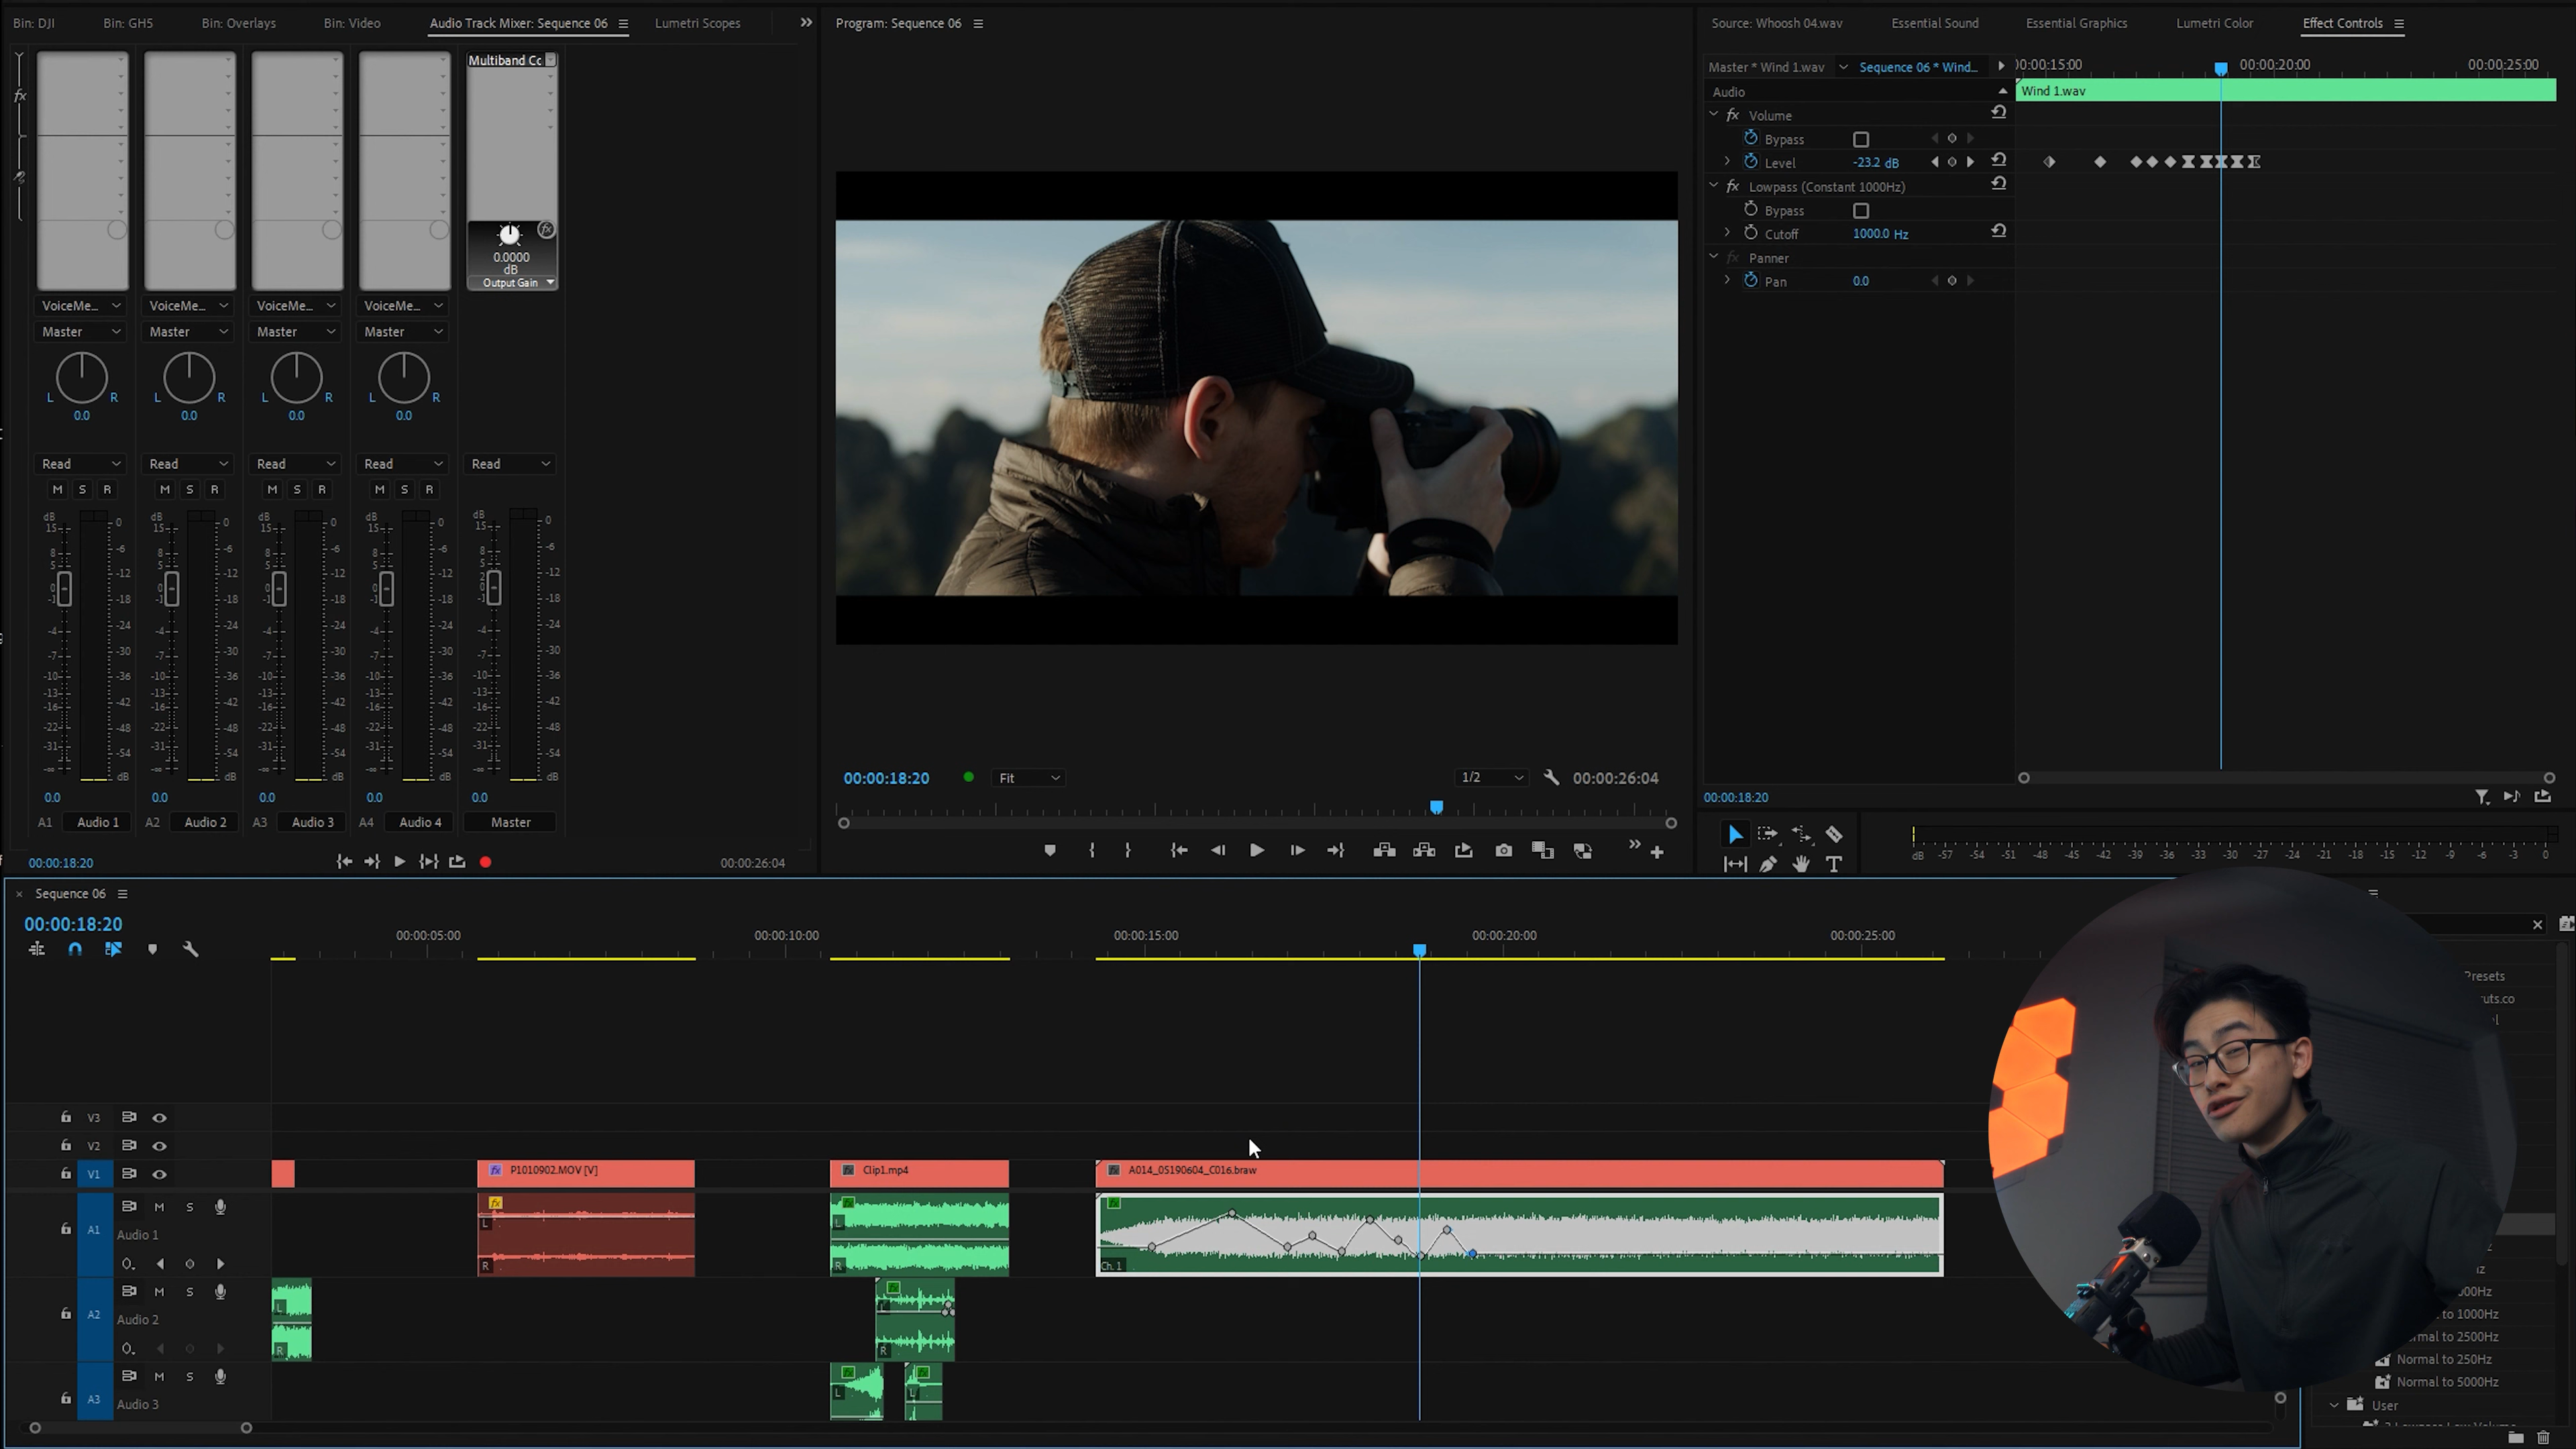 Bin: DJI Bin: GH5 Bin: Overlays Bin: Video Audio Track Mixer: Sequence 06 Lumetri Scopes
Multiband Cc
fx
0.0000
dB
Output Gain
VoiceMe... VoiceMe... VoiceMe... VoiceMe...
Master Master Master Master
L R L R L R L R
0.0 0.0 0.0 0.0
Read Read Read Read Read
M S R M S R M S R M S R
dB dB dB dB dB
15 0 15 0 15 0 15 0 15 0
8 -6 8 -6 8 -6 8 -6 8 -6
5 -12 5 -12 5 -12 5 -12 5 -12
0 0 0 0 2 0
-1 -18 -1 -18 -1 -18 -1 -18 -1 -18
-4 -24 -4 -24 -4 -24 -4 -24 -4 -24
-7 -30 -7 -30 -7 -30 -7 -30 -7 -30
-10 -36 -10 -36 -10 -36 -10 -36 -10 -36
-13 -42 -13 -42 -13 -42 -13 -42 -13 -42
-16 -16 -16 -16 -16
-22 -48 -22 -48 -22 -48 -22 -48 -22 -48
-31 -54 -31 -54 -31 -54 -31 -54 -31 -54
-∞ dB -∞ dB -∞ dB -∞ dB -∞ dB
0.0 0.0 0.0 0.0 0.0
A1 Audio 1 A2 Audio 2 A3 Audio 3 A4 Audio 4 Master
00:00:18:20 00:00:26:04
Program: Sequence 06
00:00:18:20 Fit 1/2 00:00:26:04
Source: Whoosh 04.wav Essential Sound Essential Graphics Lumetri Color Effect Controls
Master * Wind 1.wav Sequence 06 * Wind... 00:00:15:00 00:00:20:00 00:00:25:00
Audio Wind 1.wav
fx Volume
Bypass
Level -23.2 dB
fx Lowpass (Constant 1000Hz)
Bypass
Cutoff 1000.0 Hz
fx Panner
Pan 0.0
00:00:18:20
dB -57 -54 -51 -48 -45 -42 -39 -36 -33 -30 -27 -24 -21 -18 -15 -12 -9 -6 -3 0
× Sequence 06
00:00:18:20
00:00:05:00 00:00:10:00 00:00:15:00 00:00:20:00 00:00:25:00
V3
V2
V1 fx P1010902.MOV [V] Clip1.mp4 A014_05190604_C016.braw
A1 M S
Audio 1
fx L R L R Ch. 1
A2 M S
Audio 2
L R L R
A3 M S
Audio 3
L L
Presets
uts.co
to 1000Hz
mal to 2500Hz
Normal to 250Hz
Normal to 5000Hz
User